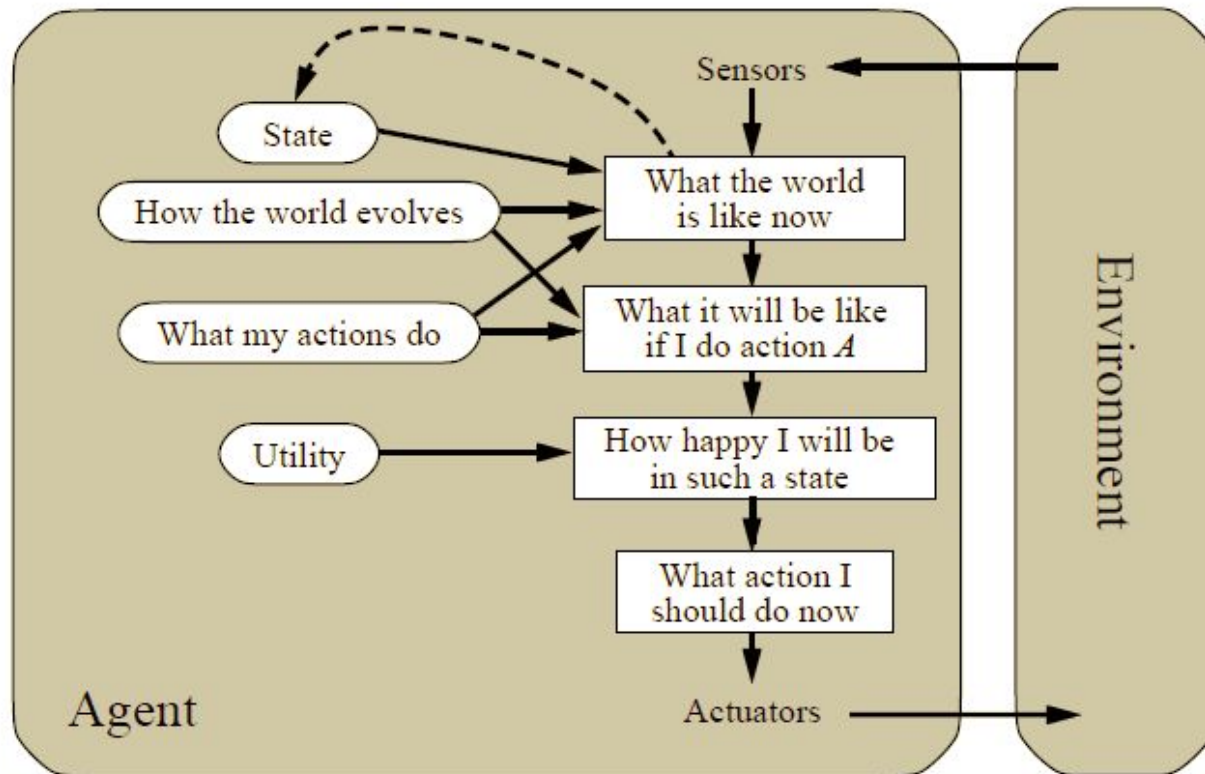 Sensors
State
What the world
is like now
How the world evolves
What my actions do
What it will be like
if I do action A
Utility
How happy I will be
in such a state
What action I
should do now
Agent
Actuators
Environment